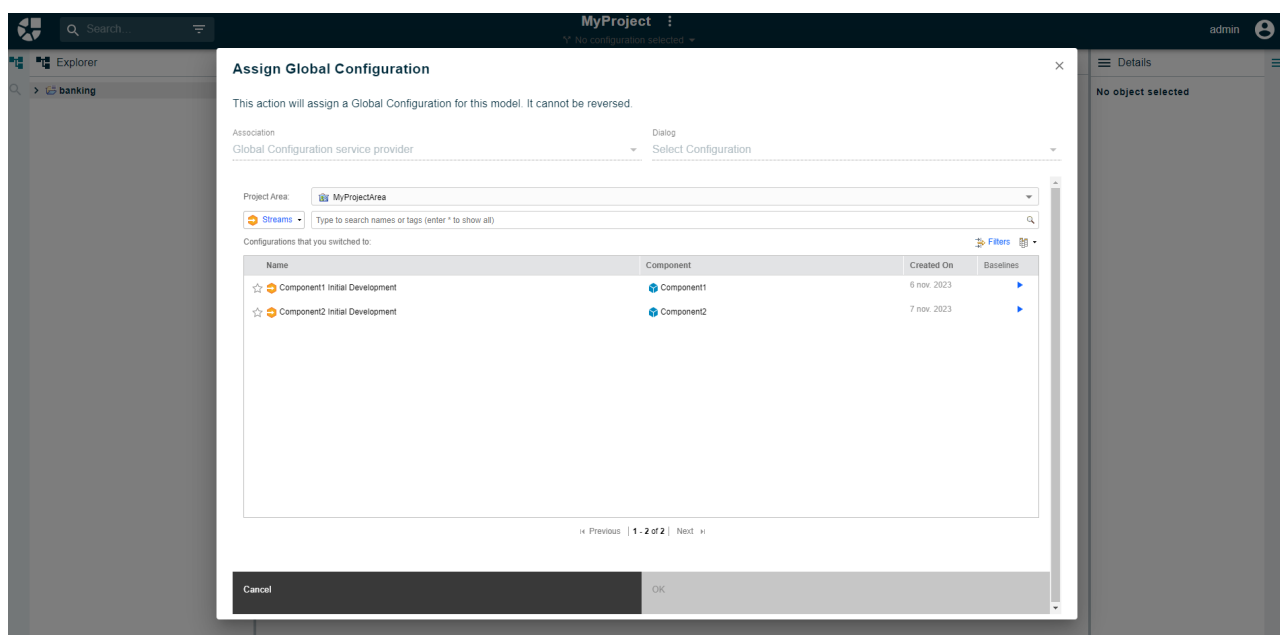 MyProject
Search...
No configuration selected
admin
Explorer
banking
Assign Global Configuration
This action will assign a Global Configuration for this model. It cannot be reversed.
Association
Dialog
Global Configuration service provider
Select Configuration
Project Area:
MyProjectArea
Streams
Type to search names or tags (enter * to show all)
Configurations that you switched to:
Filters
Name Component Created On Baselines
Component1 Initial Development Component1 6 nov. 2023
Component2 Initial Development Component2 7 nov. 2023
Previous 1 - 2 of 2 Next
Cancel
OK
Details
No object selected